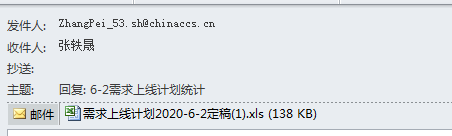 发件人: ZhangPei_53.sh@chinaccs.cn
收件人: 张轶晁
抄送:
主题: 回复: 6-2需求上线计划统计
邮件 需求上线计划2020-6-2定稿(1).xls (138 KB)